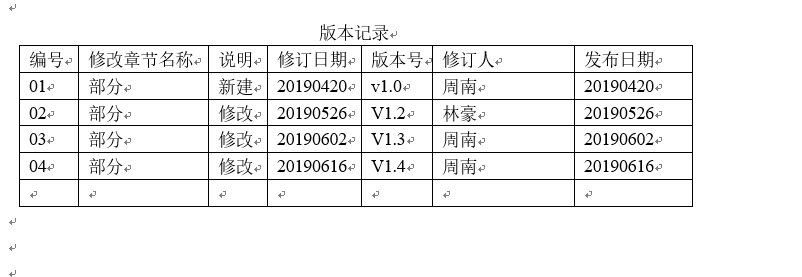 版本记录
编号 修改章节名称 说明 修订日期 版本号 修订人 发布日期
01 部分 新建 20190420 v1.0 周南 20190420
02 部分 修改 20190526 V1.2 林豪 20190526
03 部分 修改 20190602 V1.3 周南 20190602
04 部分 修改 20190616 V1.4 周南 20190616